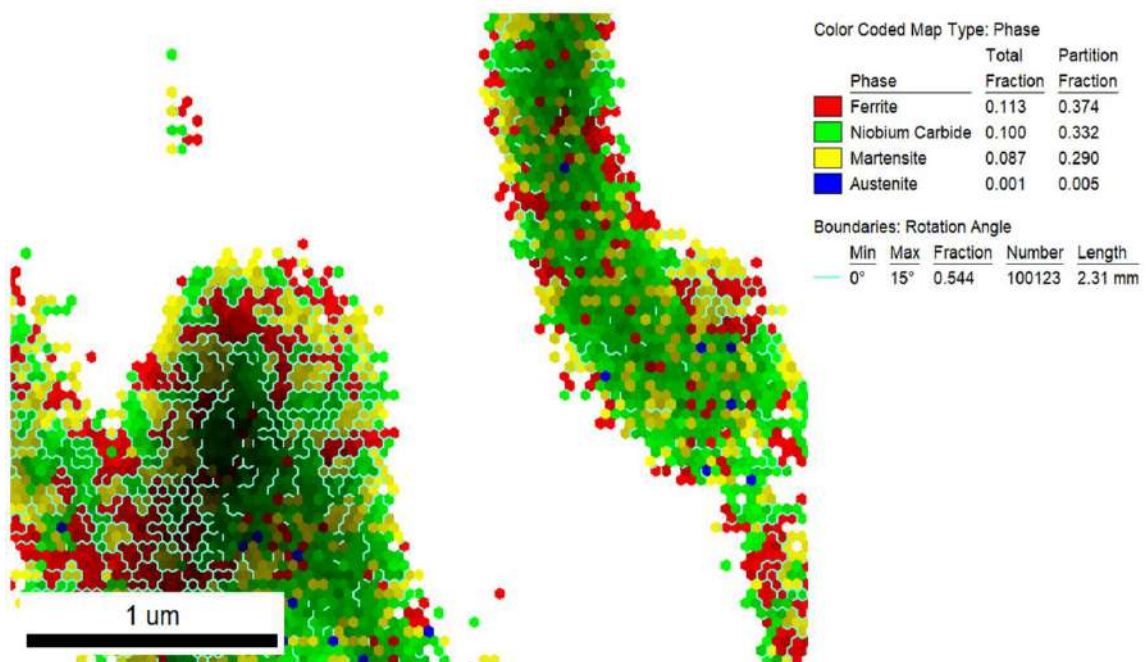 Color Coded Map Type: Phase
Total Partition
Phase Fraction Fraction
Ferrite 0.113 0.374
Niobium Carbide 0.100 0.332
Martensite 0.087 0.290
Austenite 0.001 0.005
Boundaries: Rotation Angle
Min Max Fraction Number Length
0° 15° 0.544 100123 2.31 mm
1 um